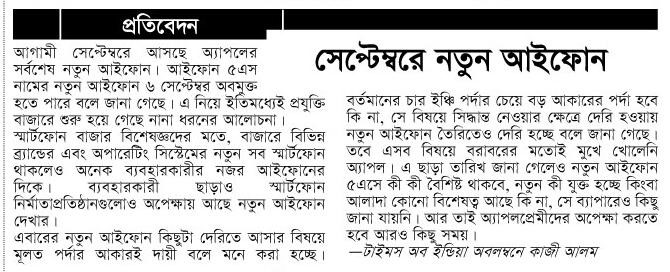 প্রতিবেদন
সেপ্টেম্বরে নতুন আইফোন
আগামী সেপ্টেম্বরে আসছে অ্যাপলের
সর্বশেষ নতুন আইফোন। আইফোন ৫এস
নামের নতুন আইফোন ৬ সেপ্টেম্বর অবমুক্ত
হতে পারে বলে জানা গেছে। এ নিয়ে ইতিমধ্যেই প্রযুক্তি
বাজারে শুরু হয়ে গেছে নানা ধরনের আলোচনা।
স্মার্টফোন বাজার বিশেষজ্ঞদের মতে, বাজারে বিভিন্ন
ব্র্যান্ডের এবং অপারেটিং সিস্টেমের নতুন সব স্মার্টফোন
থাকলেও অনেক ব্যবহারকারীর নজর আইফোনের
দিকে। ব্যবহারকারী ছাড়াও স্মার্টফোন
নির্মাতাপ্রতিষ্ঠানগুলোও অপেক্ষায় আছে নতুন আইফোন
দেখার।
এবারের নতুন আইফোন কিছুটা দেরিতে আসার বিষয়ে
মূলত পর্দার আকারই দায়ী বলে মনে করা হচ্ছে।
বর্তমানের চার ইঞ্চি পর্দার চেয়ে বড় আকারের পর্দা হবে
কি না, সে বিষয়ে সিদ্ধান্ত নেওয়ার ক্ষেত্রে দেরি হওয়ায়
নতুন আইফোন তৈরিতেও দেরি হচ্ছে বলে জানা গেছে।
তবে এসব বিষয়ে বরাবরের মতোই মুখে খোলেনি
অ্যাপল। এ ছাড়া তারিখ জানা গেলেও নতুন আইফোন
৫এসে কী কী বৈশিষ্ট থাকবে, নতুন কী যুক্ত হচ্ছে কিংবা
আলাদা কোনো বিশেষত্ব আছে কি না, সে ব্যাপারেও কিছু
জানা যায়নি। আর তাই অ্যাপলপ্রেমীদের অপেক্ষা করতে
হবে আরও কিছু সময়।
—টাইমস অব ইন্ডিয়া অবলম্বনে কাজী আলম